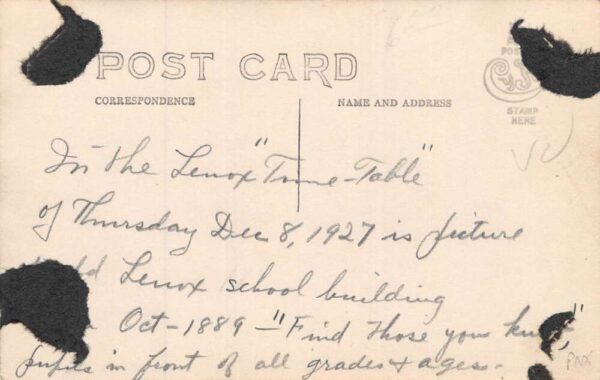 POST CARD
CORRESPONDENCE
NAME AND ADDRESS
STAMP
HERE
In the Lenox "Time-Table"
of Thursday Dec 8, 1927 is picture
Lenox school building
Oct-1889 - "Find those you know"
pupils in front of all grades + ages.